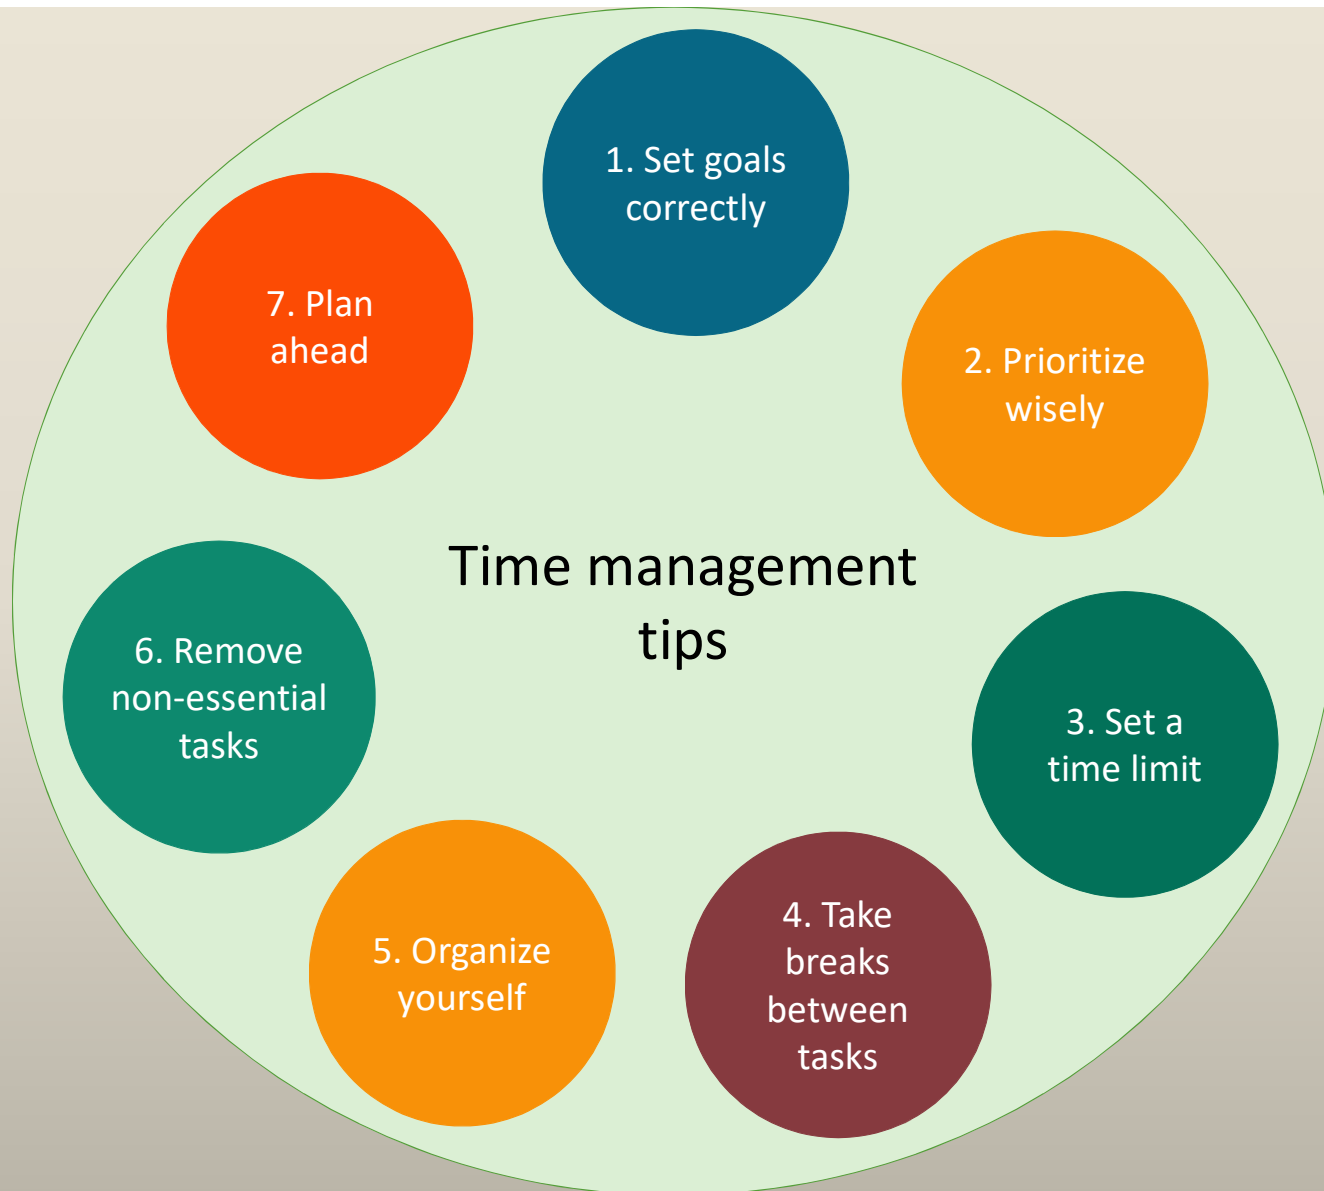 1. Set goals
correctly
2. Prioritize
wisely
3. Set a
time limit
4. Take
breaks
between
tasks
5. Organize
yourself
6. Remove
non-essential
tasks
7. Plan
ahead
Time management
tips